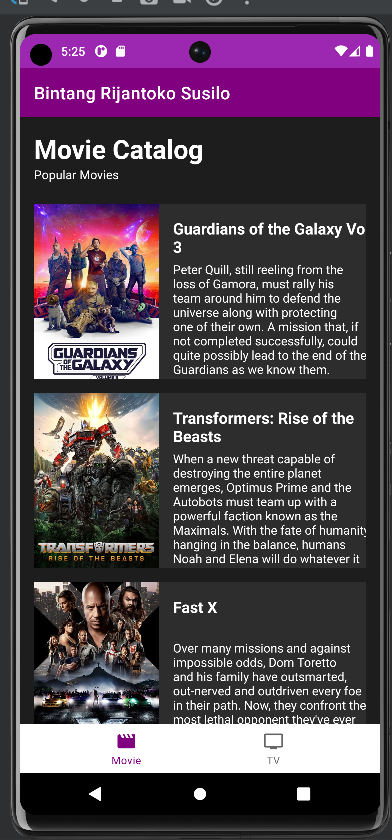 5:25
Bintang Rijantoko Susilo
Movie Catalog
Popular Movies
GUARDIANS
OF THE
GALAXY
Guardians of the Galaxy Vo
3
Peter Quill, still reeling from the
loss of Gamora, must rally his
team around him to defend the
universe along with protecting
one of their own. A mission that, if
not completed successfully, could
quite possibly lead to the end of the
Guardians as we know them.
TRANSFORMERS
RISE OF THE BEASTS
Transformers: Rise of the
Beasts
When a new threat capable of
destroying the entire planet
emerges, Optimus Prime and the
Autobots must team up with a
powerful faction known as the
Maximals. With the fate of humanity
hanging in the balance, humans
Noah and Elena will do whatever it
Fast X
Over many missions and against
impossible odds, Dom Toretto
and his family have outsmarted,
out-nerved and outdriven every foe
in their path. Now, they confront the
most lethal opponent they've ever
Movie
TV